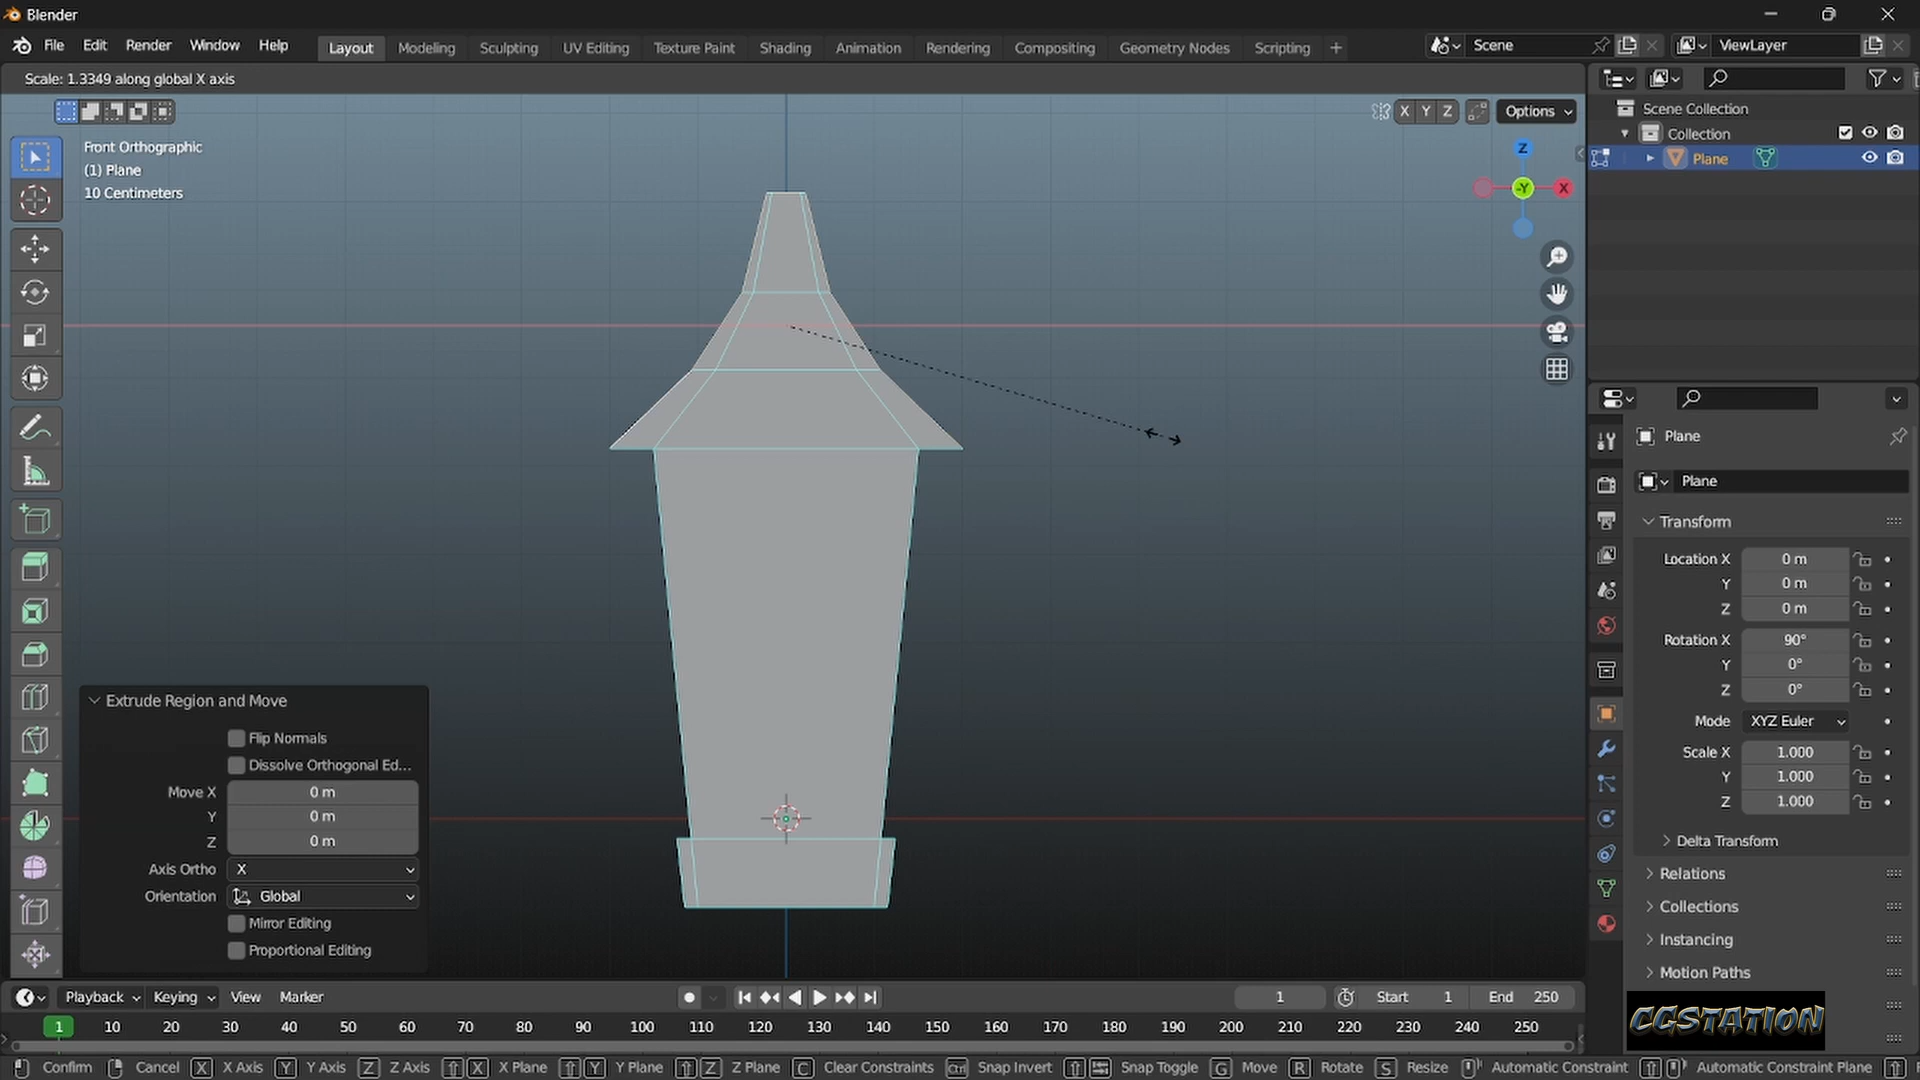 Blender
File Edit Render Window Help
Layout Modeling Sculpting UV Editing Texture Paint Shading Animation Rendering Compositing Geometry Nodes Scripting +
Scene
ViewLayer
Scale: 1.3349 along global X axis
X Y Z
Options
Front Orthographic
(1) Plane
10 Centimeters
Z
-Y
X
Scene Collection
Collection
Plane
Plane
Plane
Transform
Location X 0 m
Y 0 m
Z 0 m
Rotation X 90°
Y 0°
Z 0°
Mode XYZ Euler
Scale X 1.000
Y 1.000
Z 1.000
Delta Transform
Relations
Collections
Instancing
Motion Paths
Extrude Region and Move
Flip Normals
Dissolve Orthogonal Ed...
Move X 0 m
Y 0 m
Z 0 m
Axis Ortho X
Orientation Global
Mirror Editing
Proportional Editing
Playback Keying View Marker
1 Start 1 End 250
1 10 20 30 40 50 60 70 80 90 100 110 120 130 140 150 160 170 180 190 200 210 220 230 240 250
CGSTATION
Confirm Cancel X X Axis Y Y Axis Z Z Axis X X Plane Y Y Plane Z Z Plane C Clear Constraints Ctrl Snap Invert Snap Toggle G Move R Rotate S Resize Automatic Constraint Automatic Constraint Plane